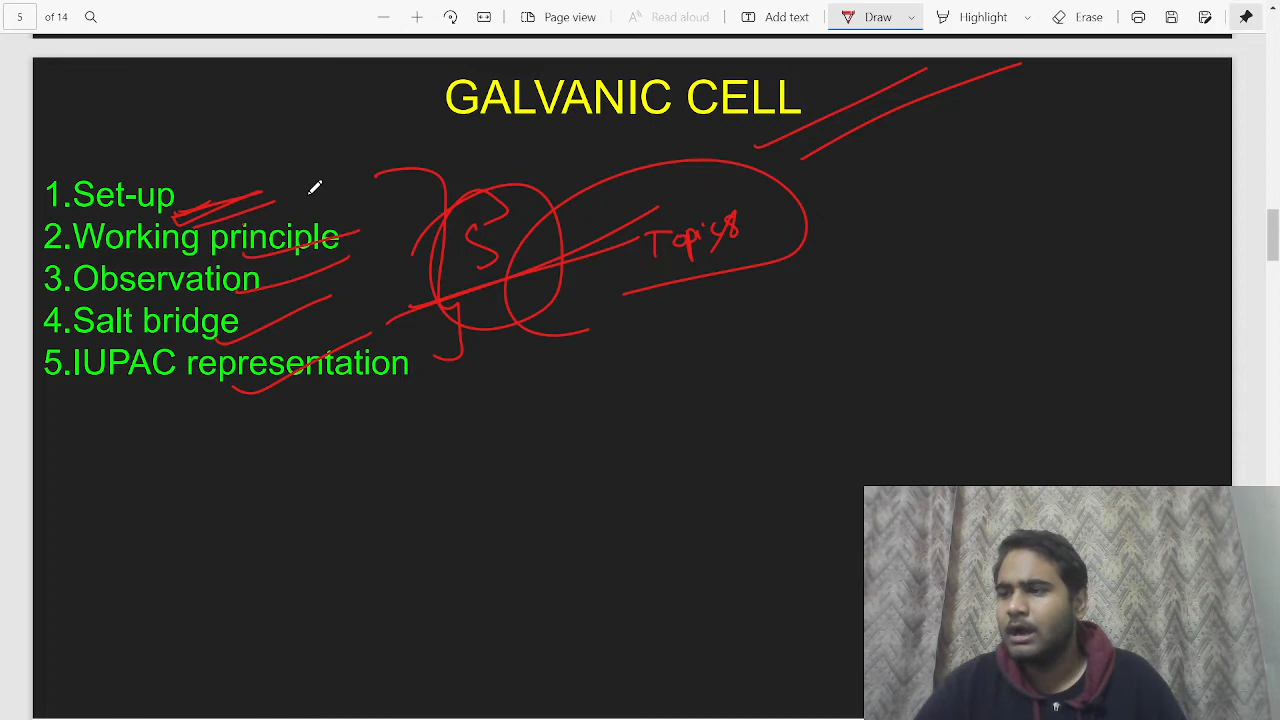 5 of 14 Page view Read aloud Add text Draw Highlight Erase
GALVANIC CELL
1.Set-up
2.Working principle
3.Observation
4.Salt bridge
5.IUPAC representation
5 Topics